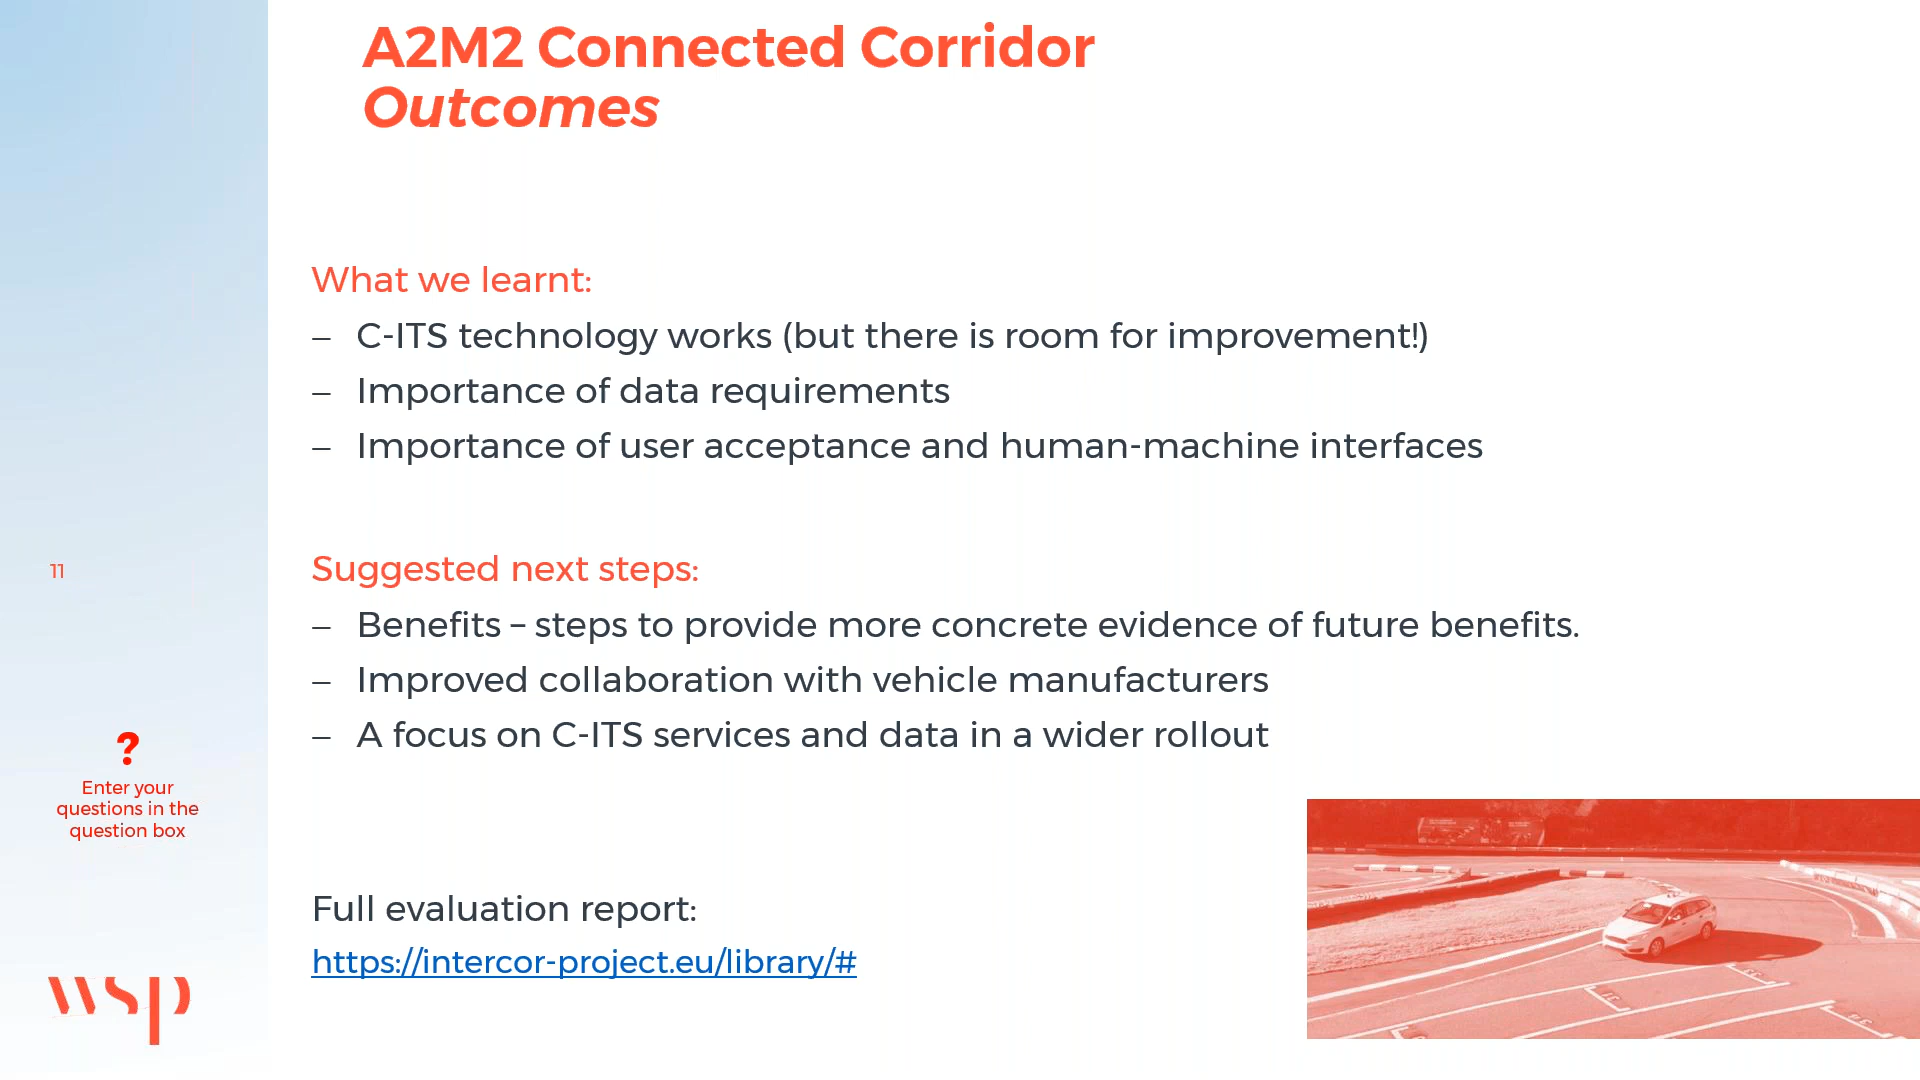 A2M2 Connected Corridor
Outcomes
What we learnt:
– C-ITS technology works (but there is room for improvement!)
– Importance of data requirements
– Importance of user acceptance and human-machine interfaces
Suggested next steps:
– Benefits – steps to provide more concrete evidence of future benefits.
– Improved collaboration with vehicle manufacturers
– A focus on C-ITS services and data in a wider rollout
Full evaluation report:
https://intercor-project.eu/library/#
11
?
Enter your
questions in the
question box
wsp